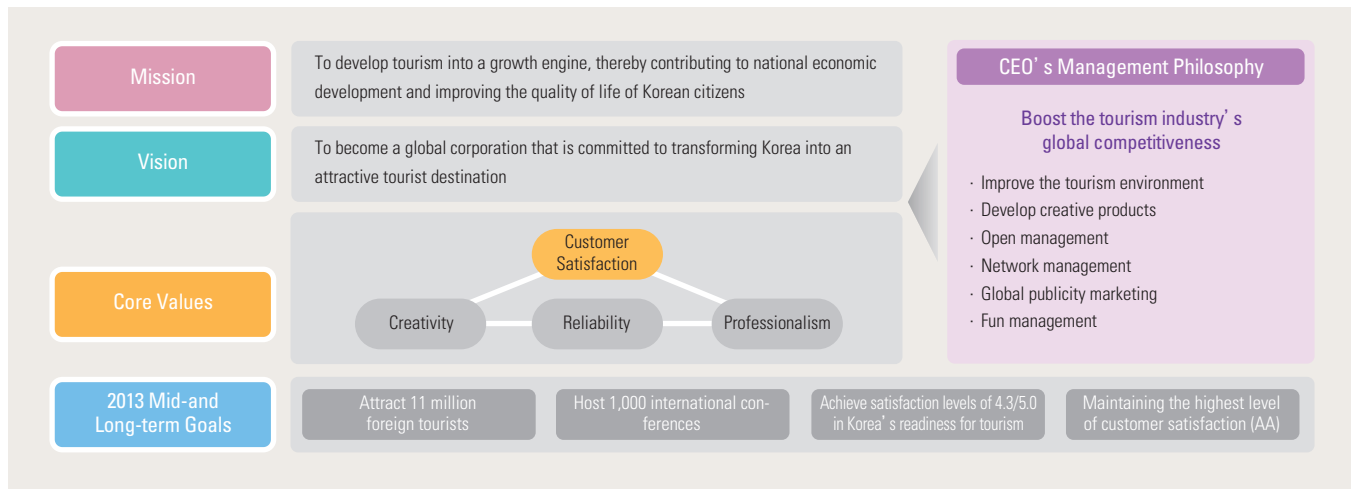 Mission
To develop tourism into a growth engine, thereby contributing to national economic
development and improving the quality of life of Korean citizens
Vision
To become a global corporation that is committed to transforming Korea into an
attractive tourist destination
Core Values
Customer
Satisfaction
Creativity
Reliability
Professionalism
CEO's Management Philosophy
Boost the tourism industry's
global competitiveness
· Improve the tourism environment
· Develop creative products
· Open management
· Network management
· Global publicity marketing
· Fun management
2013 Mid-and
Long-term Goals
Attract 11 million
foreign tourists
Host 1,000 international con-
ferences
Achieve satisfaction levels of 4.3/5.0
in Korea's readiness for tourism
Maintaining the highest level
of customer satisfaction (AA)